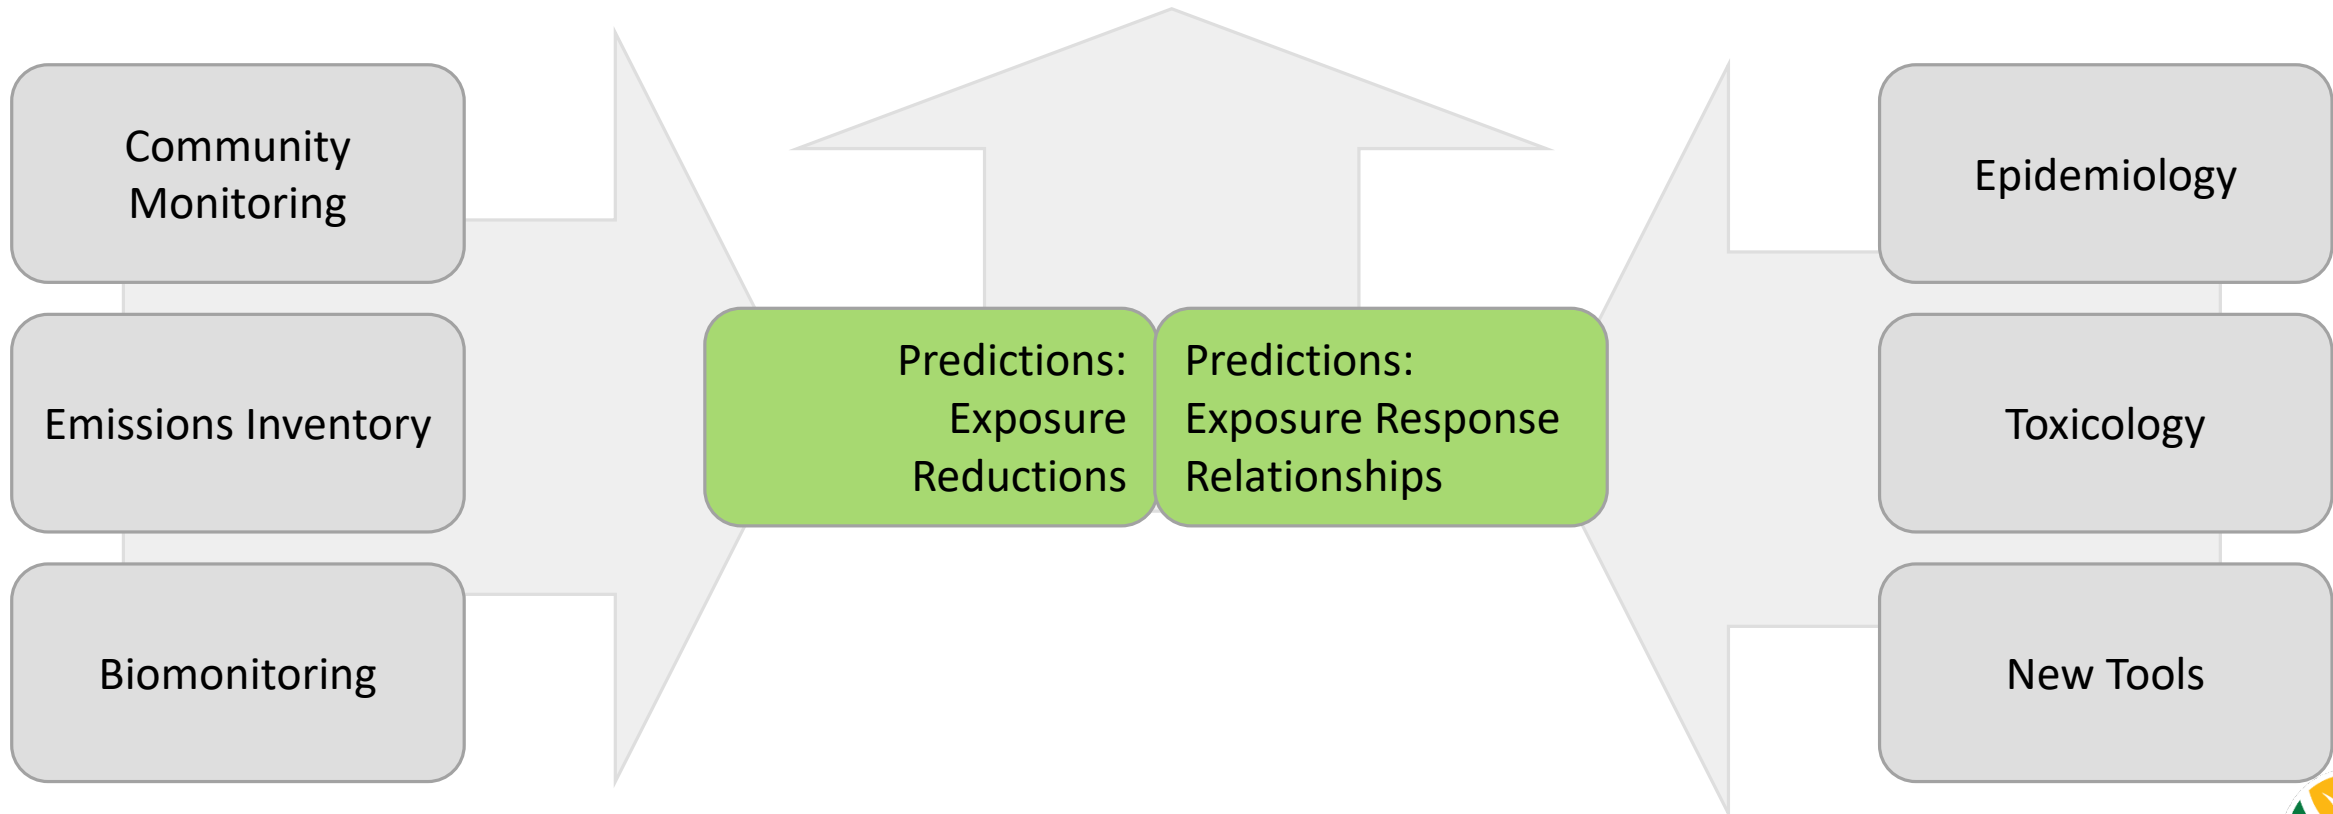 Community
Monitoring
Emissions Inventory
Biomonitoring
Predictions:
Exposure
Reductions
Predictions:
Exposure Response
Relationships
Epidemiology
Toxicology
New Tools